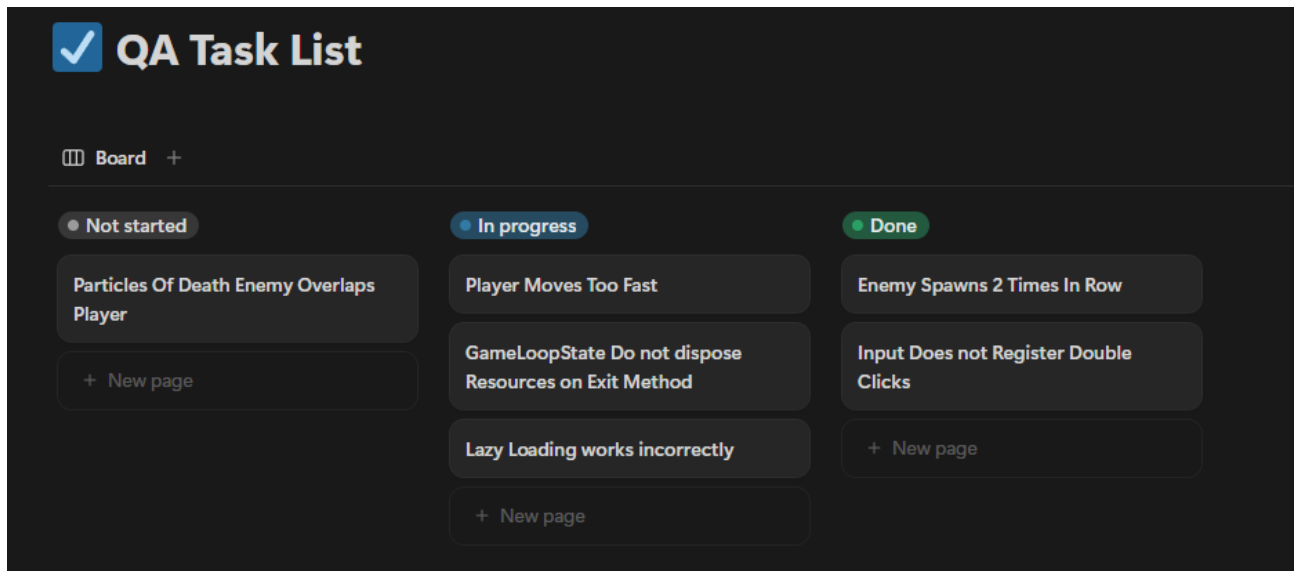 QA Task List
Board +
Not started
Particles Of Death Enemy Overlaps
Player
+ New page
In progress
Player Moves Too Fast
GameLoopState Do not dispose
Resources on Exit Method
Lazy Loading works incorrectly
+ New page
Done
Enemy Spawns 2 Times In Row
Input Does not Register Double
Clicks
+ New page